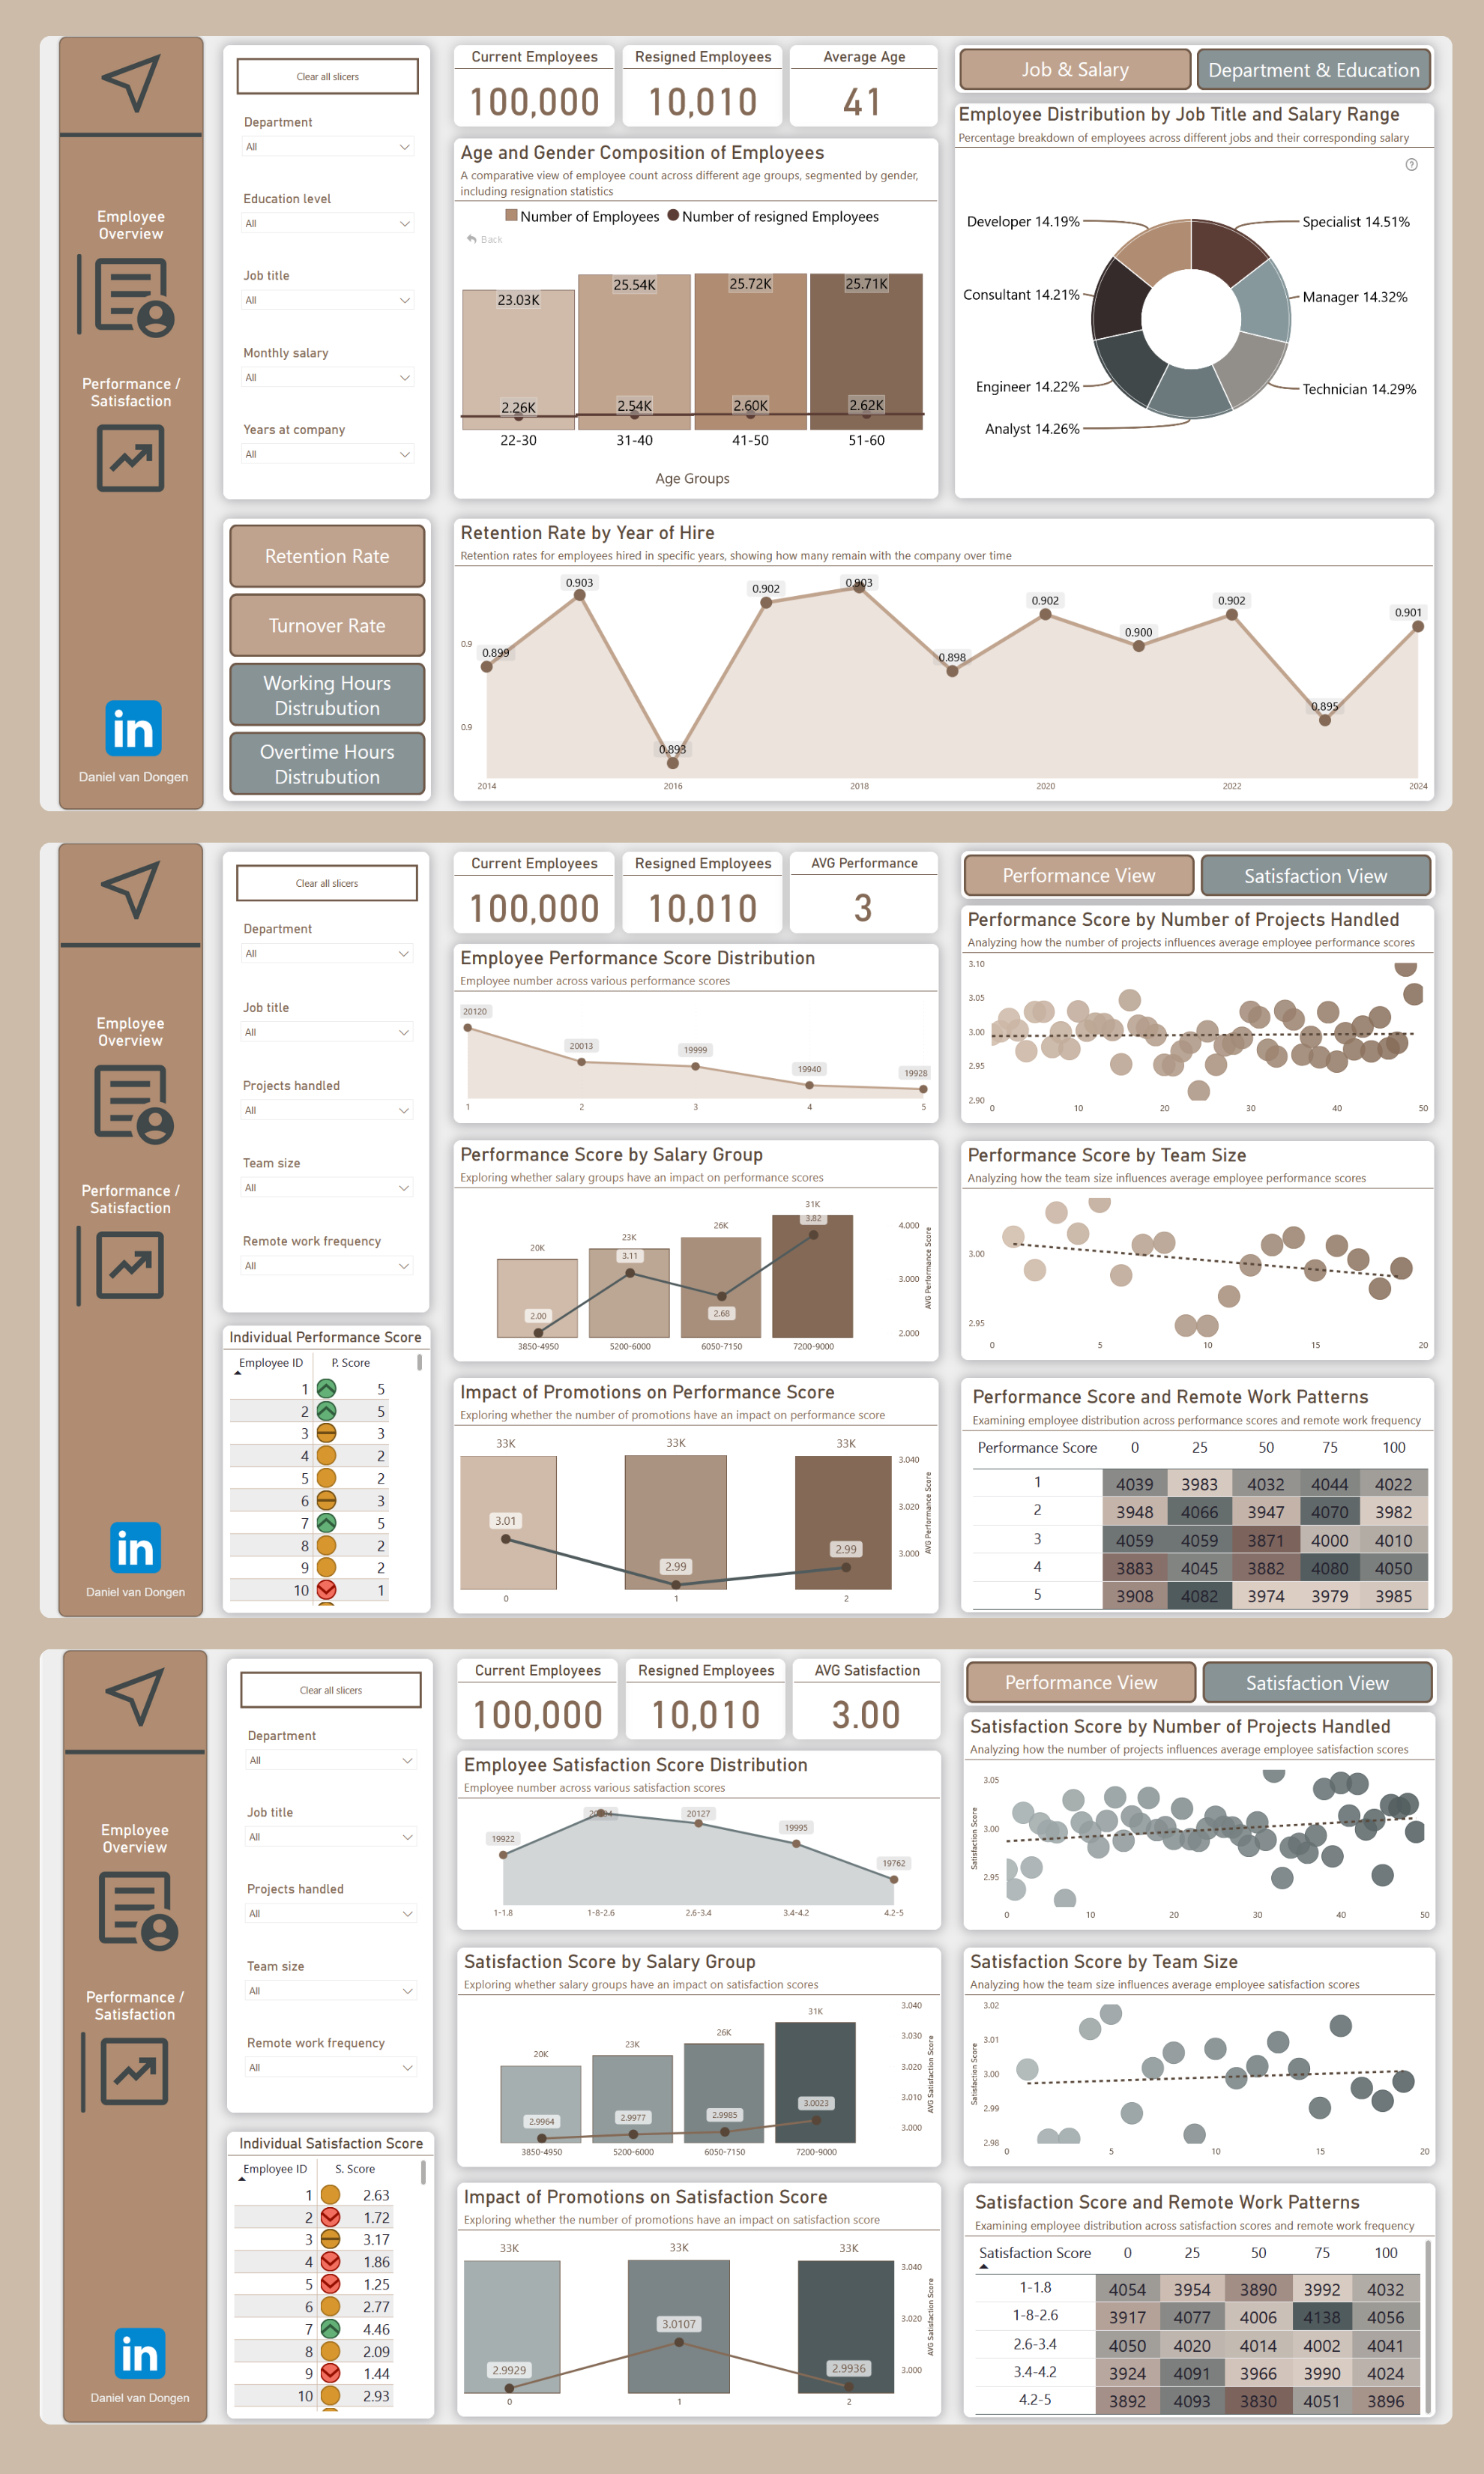 Clear all slicers
Department
All
Education level
All
Job title
All
Monthly salary
All
Years at company
All
Employee
Overview
Performance /
Satisfaction
Daniel van Dongen
Retention Rate
Turnover Rate
Working Hours
Distrubution
Overtime Hours
Distrubution
Current Employees
100,000
Resigned Employees
10,010
Average Age
41
Job & Salary
Department & Education
Age and Gender Composition of Employees
A comparative view of employee count across different age groups, segmented by gender,
including resignation statistics
Number of Employees
Number of resigned Employees
Back
23.03K
25.54K
25.72K
25.71K
2.26K
2.54K
2.60K
2.62K
22-30
31-40
41-50
51-60
Age Groups
Employee Distribution by Job Title and Salary Range
Percentage breakdown of employees across different jobs and their corresponding salary
Developer 14.19%
Specialist 14.51%
Consultant 14.21%
Manager 14.32%
Engineer 14.22%
Technician 14.29%
Analyst 14.26%
Retention Rate by Year of Hire
Retention rates for employees hired in specific years, showing how many remain with the company over time
0.9
0.9
0.899
0.903
0.893
0.902
0.903
0.898
0.902
0.900
0.902
0.895
0.901
2014
2016
2018
2020
2022
2024
Clear all slicers
Department
All
Job title
All
Projects handled
All
Team size
All
Remote work frequency
All
Employee
Overview
Performance /
Satisfaction
Daniel van Dongen
Individual Performance Score
Employee ID P. Score
1 5
2 5
3 3
4 2
5 2
6 3
7 5
8 2
9 2
10 1
Current Employees
100,000
Resigned Employees
10,010
AVG Performance
3
Performance View
Satisfaction View
Employee Performance Score Distribution
Employee number across various performance scores
20120
20013
19999
19940
19928
1
2
3
4
5
Performance Score by Number of Projects Handled
Analyzing how the number of projects influences average employee performance scores
3.10
3.05
3.00
2.95
2.90
0
10
20
30
40
50
Performance Score by Salary Group
Exploring whether salary groups have an impact on performance scores
20K
23K
26K
31K
2.00
3.11
2.68
3.82
4.000
3.000
2.000
AVG Performance Score
3850-4950
5200-6000
6050-7150
7200-9000
Performance Score by Team Size
Analyzing how the team size influences average employee performance scores
3.00
2.95
0
5
10
15
20
Impact of Promotions on Performance Score
Exploring whether the number of promotions have an impact on performance score
33K
33K
33K
3.01
2.99
2.99
3.040
3.020
3.000
AVG Performance Score
0
1
2
Performance Score and Remote Work Patterns
Examining employee distribution across performance scores and remote work frequency
Performance Score 0 25 50 75 100
1 4039 3983 4032 4044 4022
2 3948 4066 3947 4070 3982
3 4059 4059 3871 4000 4010
4 3883 4045 3882 4080 4050
5 3908 4082 3974 3979 3985
Clear all slicers
Department
All
Job title
All
Projects handled
All
Team size
All
Remote work frequency
All
Employee
Overview
Performance /
Satisfaction
Daniel van Dongen
Individual Satisfaction Score
Employee ID S. Score
1 2.63
2 1.72
3 3.17
4 1.86
5 1.25
6 2.77
7 4.46
8 2.09
9 1.44
10 2.93
Current Employees
100,000
Resigned Employees
10,010
AVG Satisfaction
3.00
Performance View
Satisfaction View
Employee Satisfaction Score Distribution
Employee number across various satisfaction scores
19922
20127
19995
19762
1-1.8
1-8-2.6
2.6-3.4
3.4-4.2
4.2-5
Satisfaction Score by Number of Projects Handled
Analyzing how the number of projects influences average employee satisfaction scores
Satisfaction Score
3.05
3.00
2.95
0
10
20
30
40
50
Satisfaction Score by Salary Group
Exploring whether salary groups have an impact on satisfaction scores
20K
23K
26K
31K
2.9964
2.9977
2.9985
3.0023
3.040
3.030
3.020
3.010
3.000
AVG Satisfaction Score
3850-4950
5200-6000
6050-7150
7200-9000
Satisfaction Score by Team Size
Analyzing how the team size influences average employee satisfaction scores
Satisfaction Score
3.02
3.01
3.00
2.99
2.98
0
5
10
15
20
Impact of Promotions on Satisfaction Score
Exploring whether the number of promotions have an impact on satisfaction score
33K
33K
33K
2.9929
3.0107
2.9936
3.040
3.020
3.000
AVG Satisfaction Score
0
1
2
Satisfaction Score and Remote Work Patterns
Examining employee distribution across satisfaction scores and remote work frequency
Satisfaction Score 0 25 50 75 100
1-1.8 4054 3954 3890 3992 4032
1-8-2.6 3917 4077 4006 4138 4056
2.6-3.4 4050 4020 4014 4002 4041
3.4-4.2 3924 4091 3966 3990 4024
4.2-5 3892 4093 3830 4051 3896